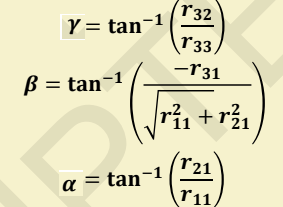 γ = tan⁻¹ (r₃₂ / r₃₃)
β = tan⁻¹ (−r₃₁ / √(r₁₁² + r₂₁²))
α = tan⁻¹ (r₂₁ / r₁₁)